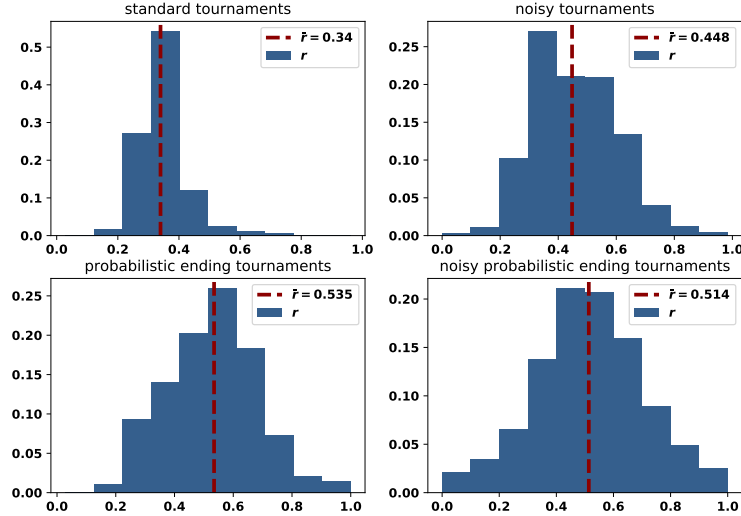 standard tournaments
r̄ = 0.34
r
0.5
0.4
0.3
0.2
0.1
0.0
0.0 0.2 0.4 0.6 0.8 1.0
noisy tournaments
r̄ = 0.448
r
0.25
0.20
0.15
0.10
0.05
0.00
0.0 0.2 0.4 0.6 0.8 1.0
probabilistic ending tournaments
r̄ = 0.535
r
0.25
0.20
0.15
0.10
0.05
0.00
0.0 0.2 0.4 0.6 0.8 1.0
noisy probabilistic ending tournaments
r̄ = 0.514
r
0.20
0.15
0.10
0.05
0.00
0.0 0.2 0.4 0.6 0.8 1.0